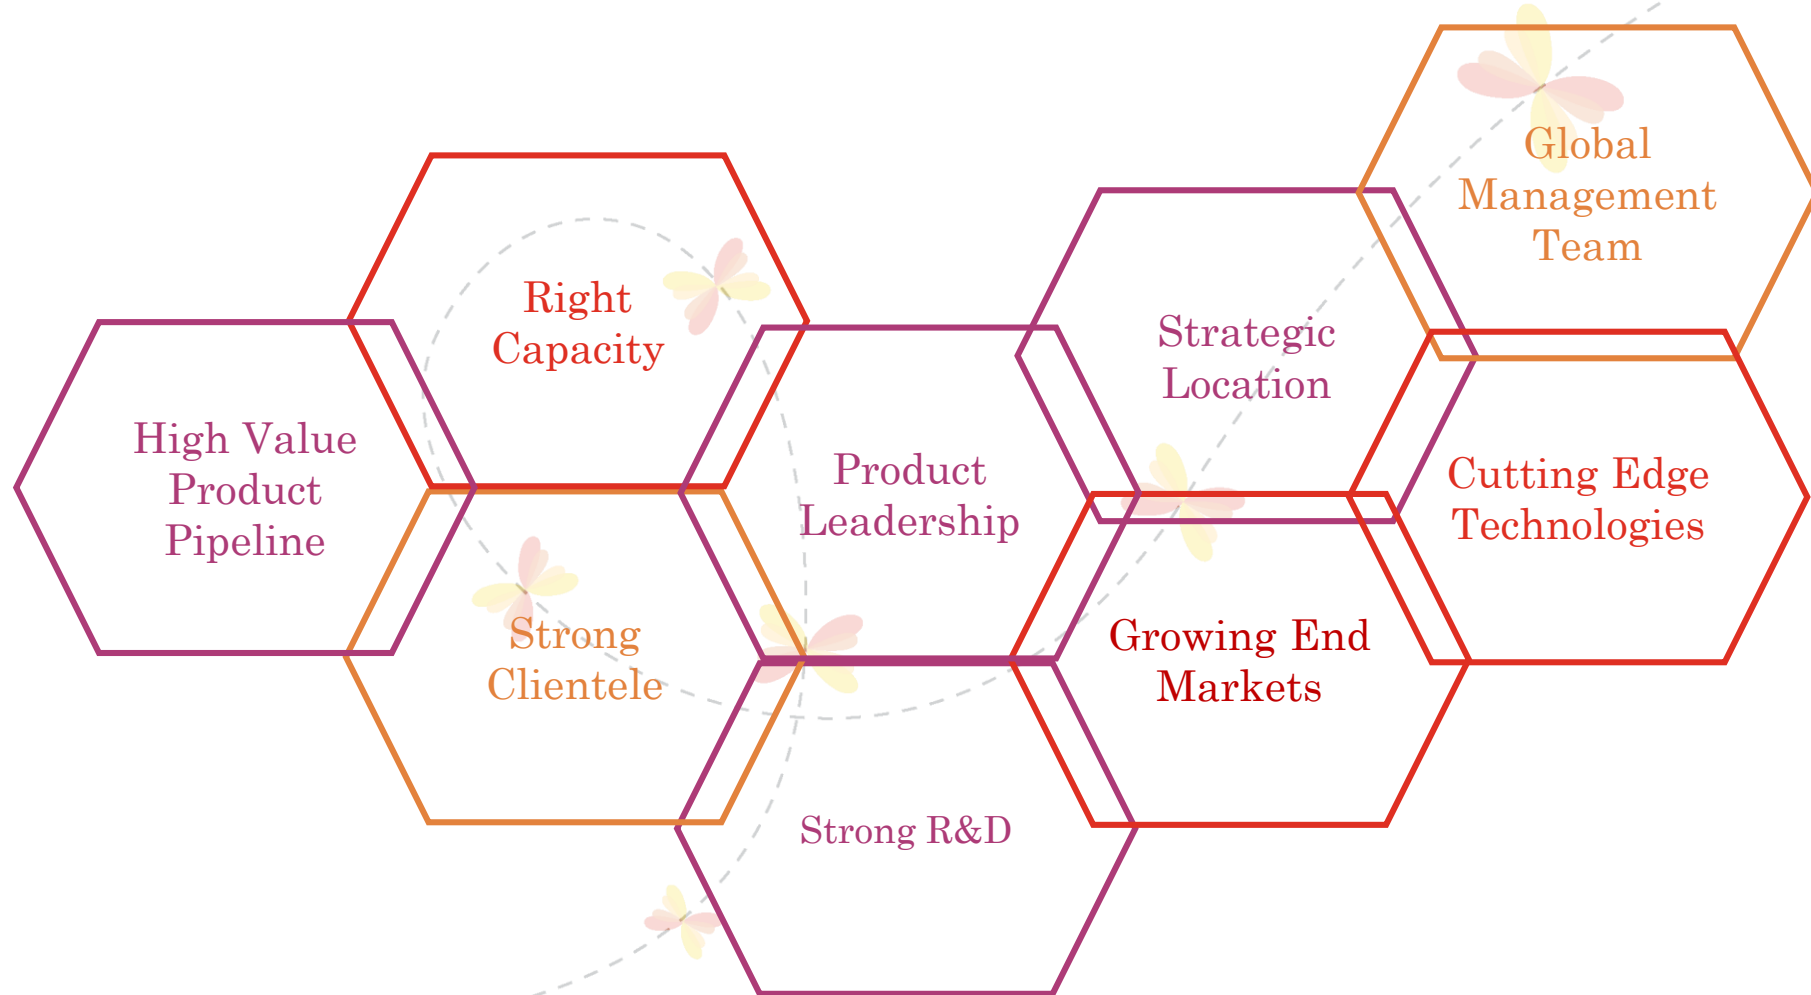 High Value
Product
Pipeline
Right
Capacity
Strong
Clientele
Product
Leadership
Strong R&D
Strategic
Location
Growing End
Markets
Global
Management
Team
Cutting Edge
Technologies